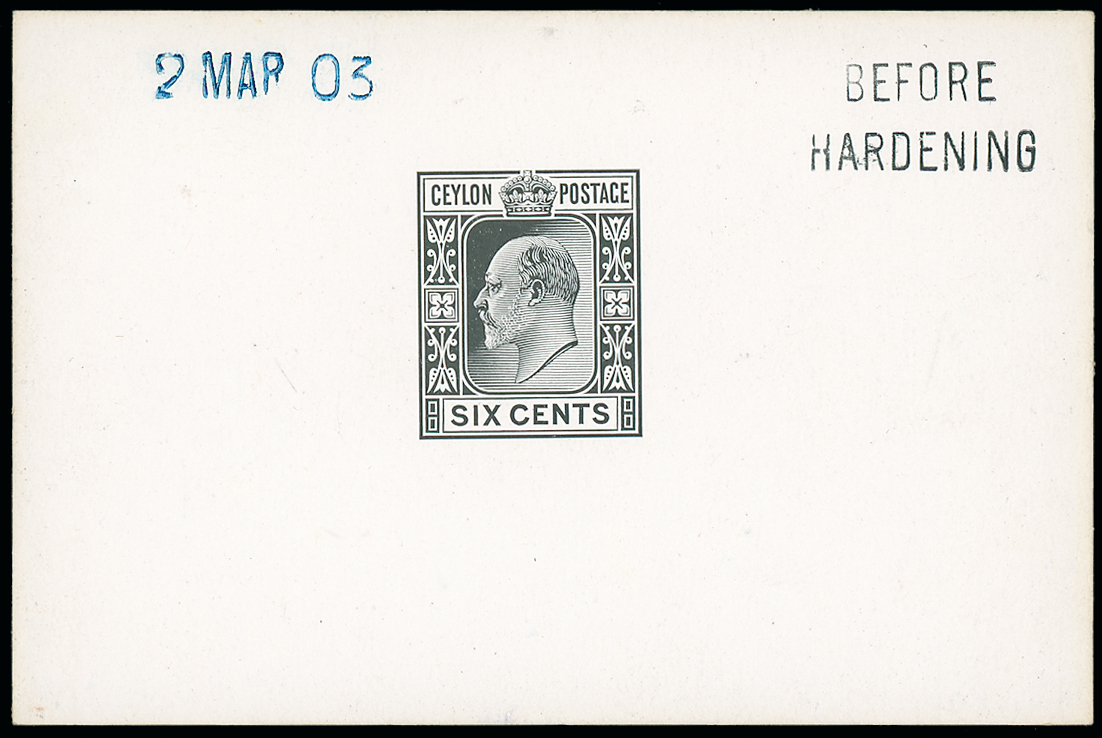 2 MAR 03
BEFORE
HARDENING
CEYLON POSTAGE
SIX CENTS